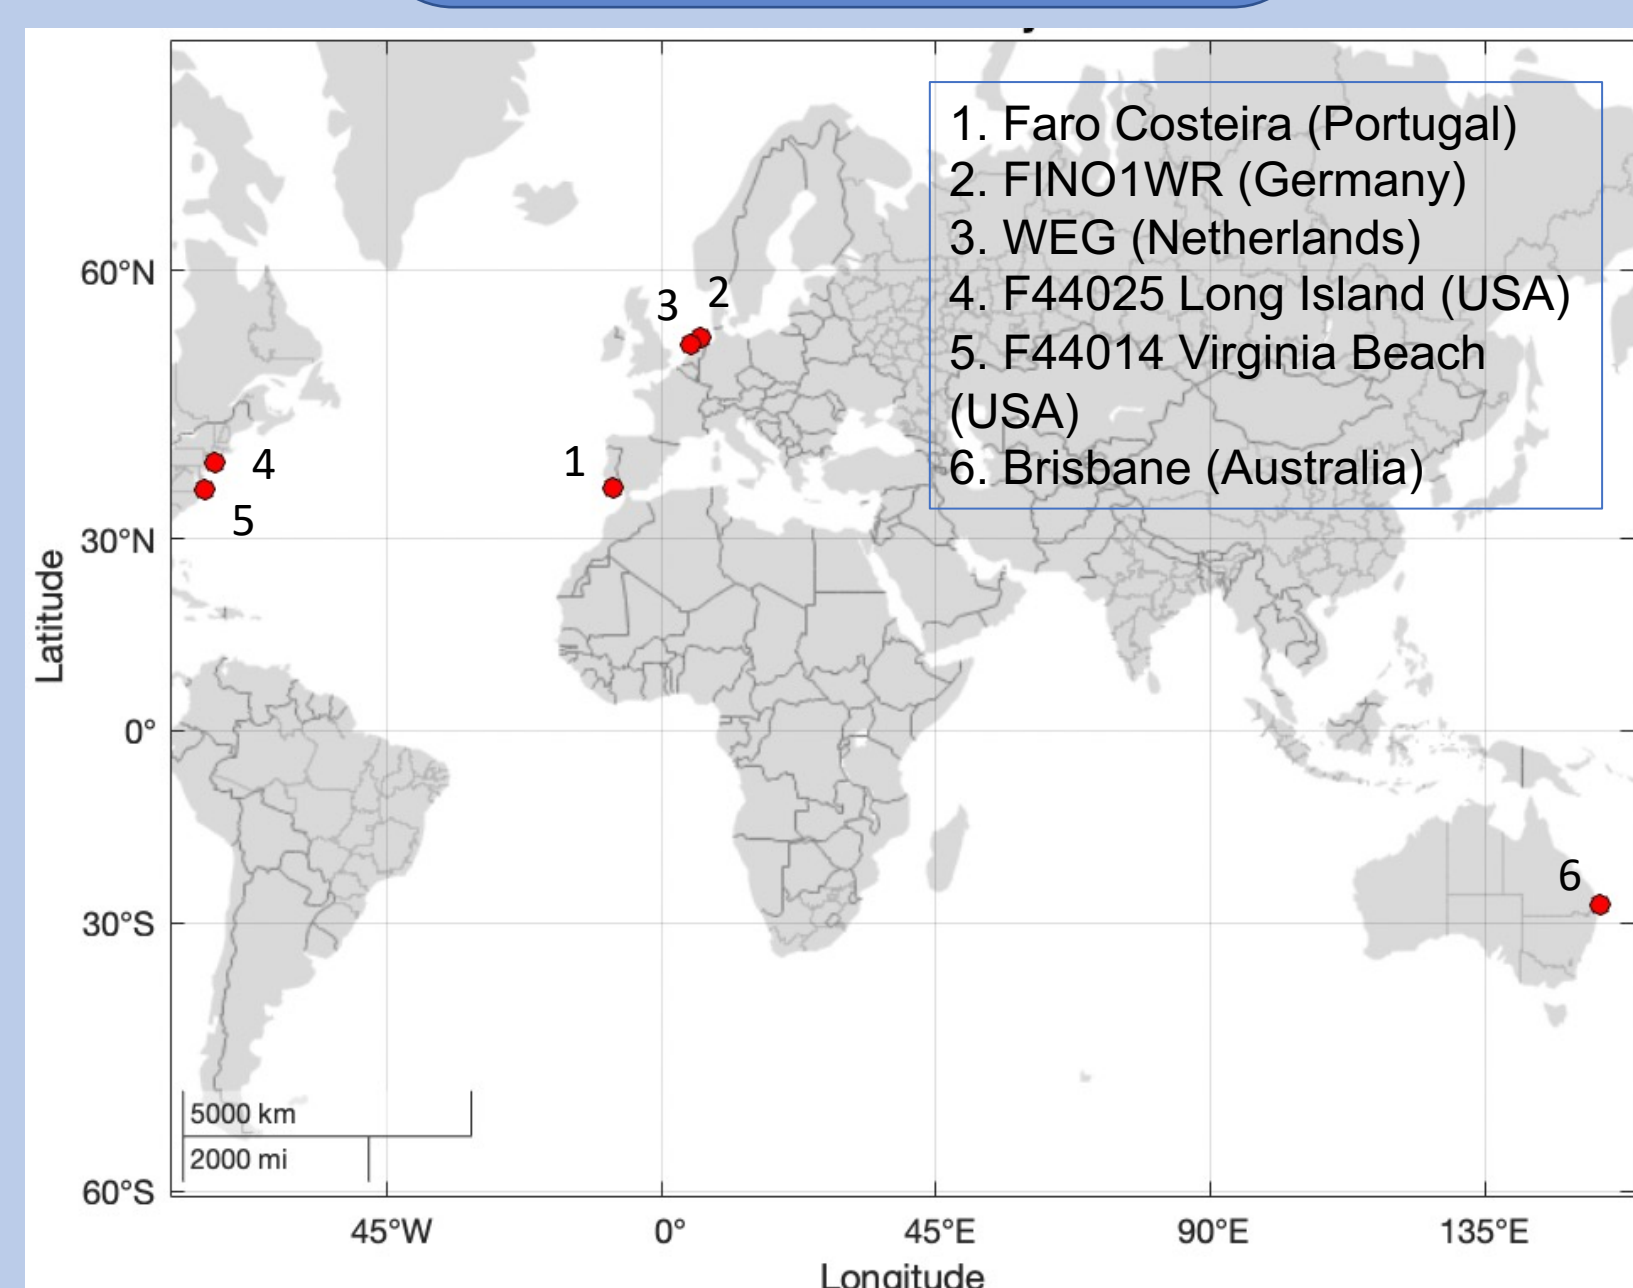 1. Faro Costeira (Portugal)
2. FINO1WR (Germany)
3. WEG (Netherlands)
4. F44025 Long Island (USA)
5. F44014 Virginia Beach
(USA)
6. Brisbane (Australia)
60°N
3
2
1
4
5
30°N
Latitude
0°
6
30°S
5000 km
2000 mi
60°S
45°W
0°
45°E
90°E
135°E
Longitude